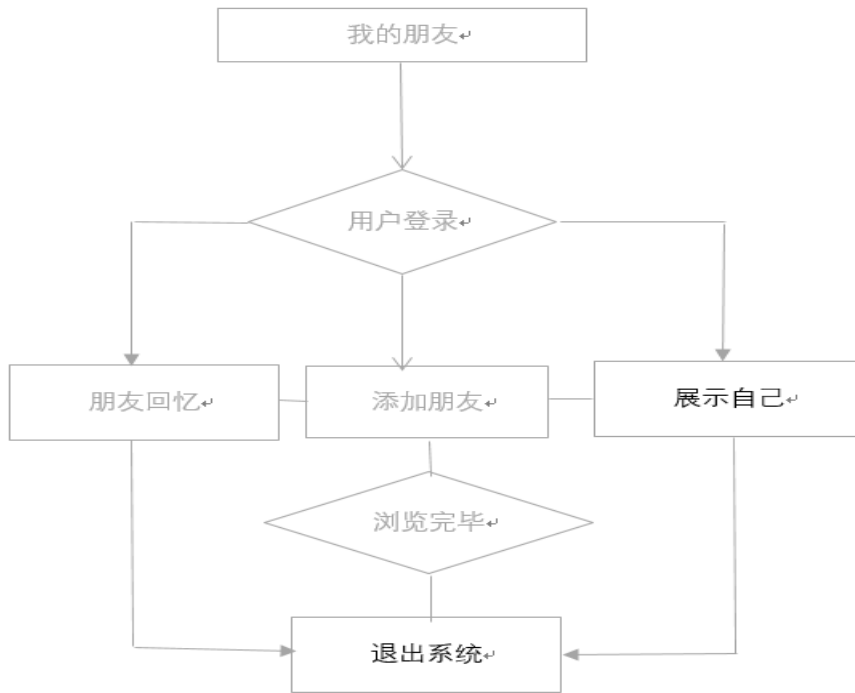 我的朋友
用户登录
朋友回忆
添加朋友
展示自己
浏览完毕
退出系统